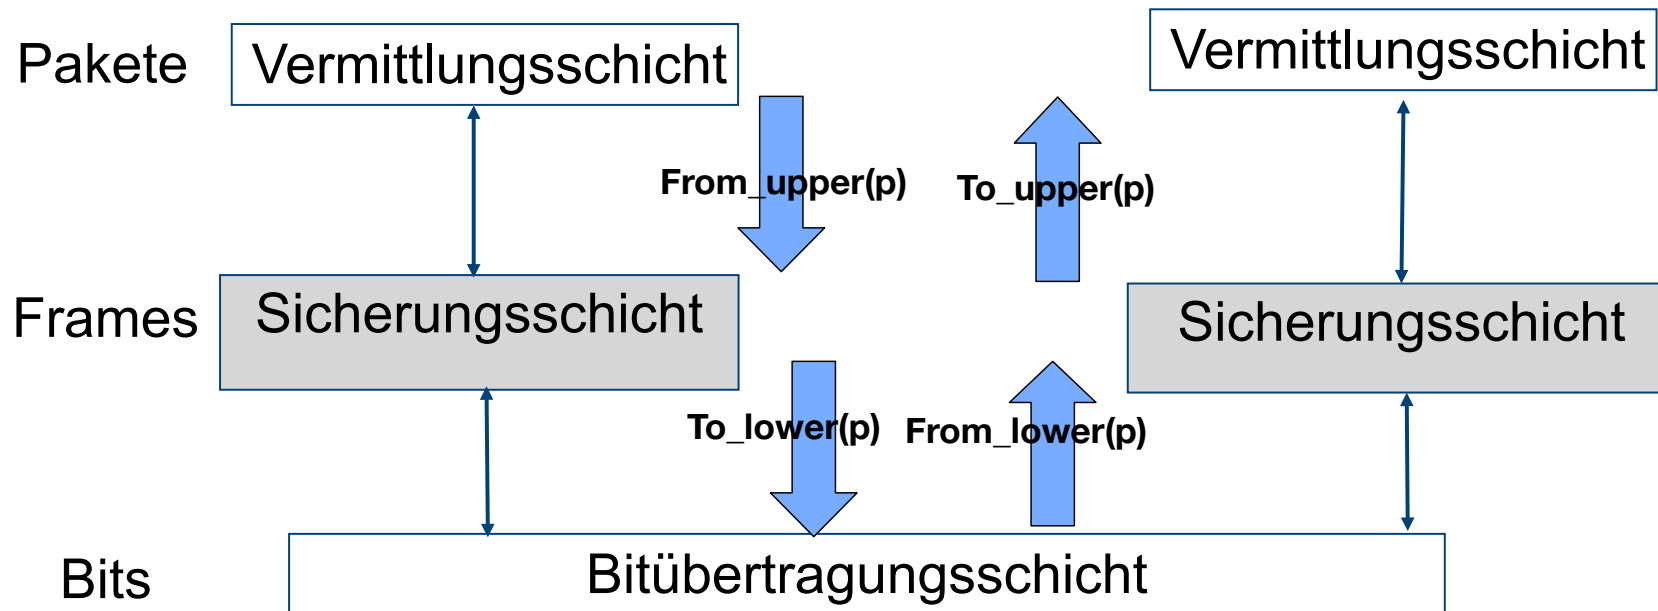 Pakete
Vermittlungsschicht
Vermittlungsschicht
From_upper(p)
To_upper(p)
Frames
Sicherungsschicht
Sicherungsschicht
To_lower(p)
From_lower(p)
Bits
Bitübertragungsschicht